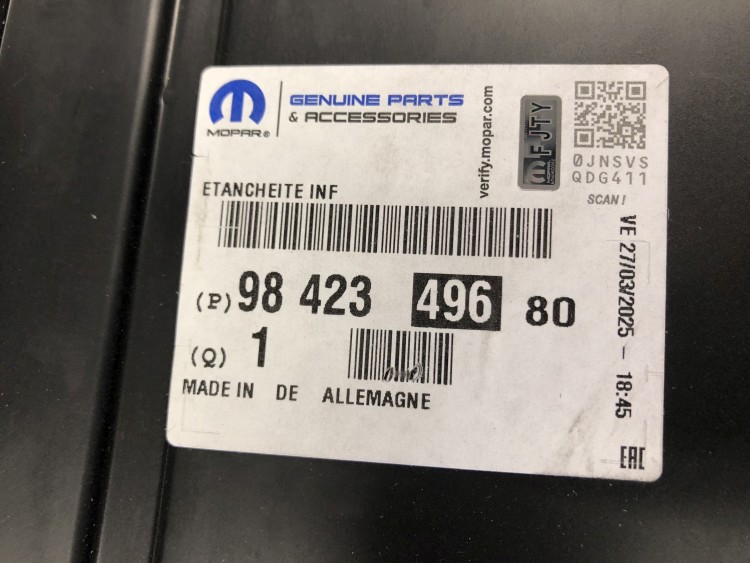 MOPAR®
GENUINE PARTS
& ACCESSORIES
verify.mopar.com
FJTY
0JNSVS
QDG411
SCAN!
ETANCHEITE INF
(P) 98 423 496 80
(Q) 1
MADE IN DE ALLEMAGNE
VE 27/03/2025 - 18:45
EAC